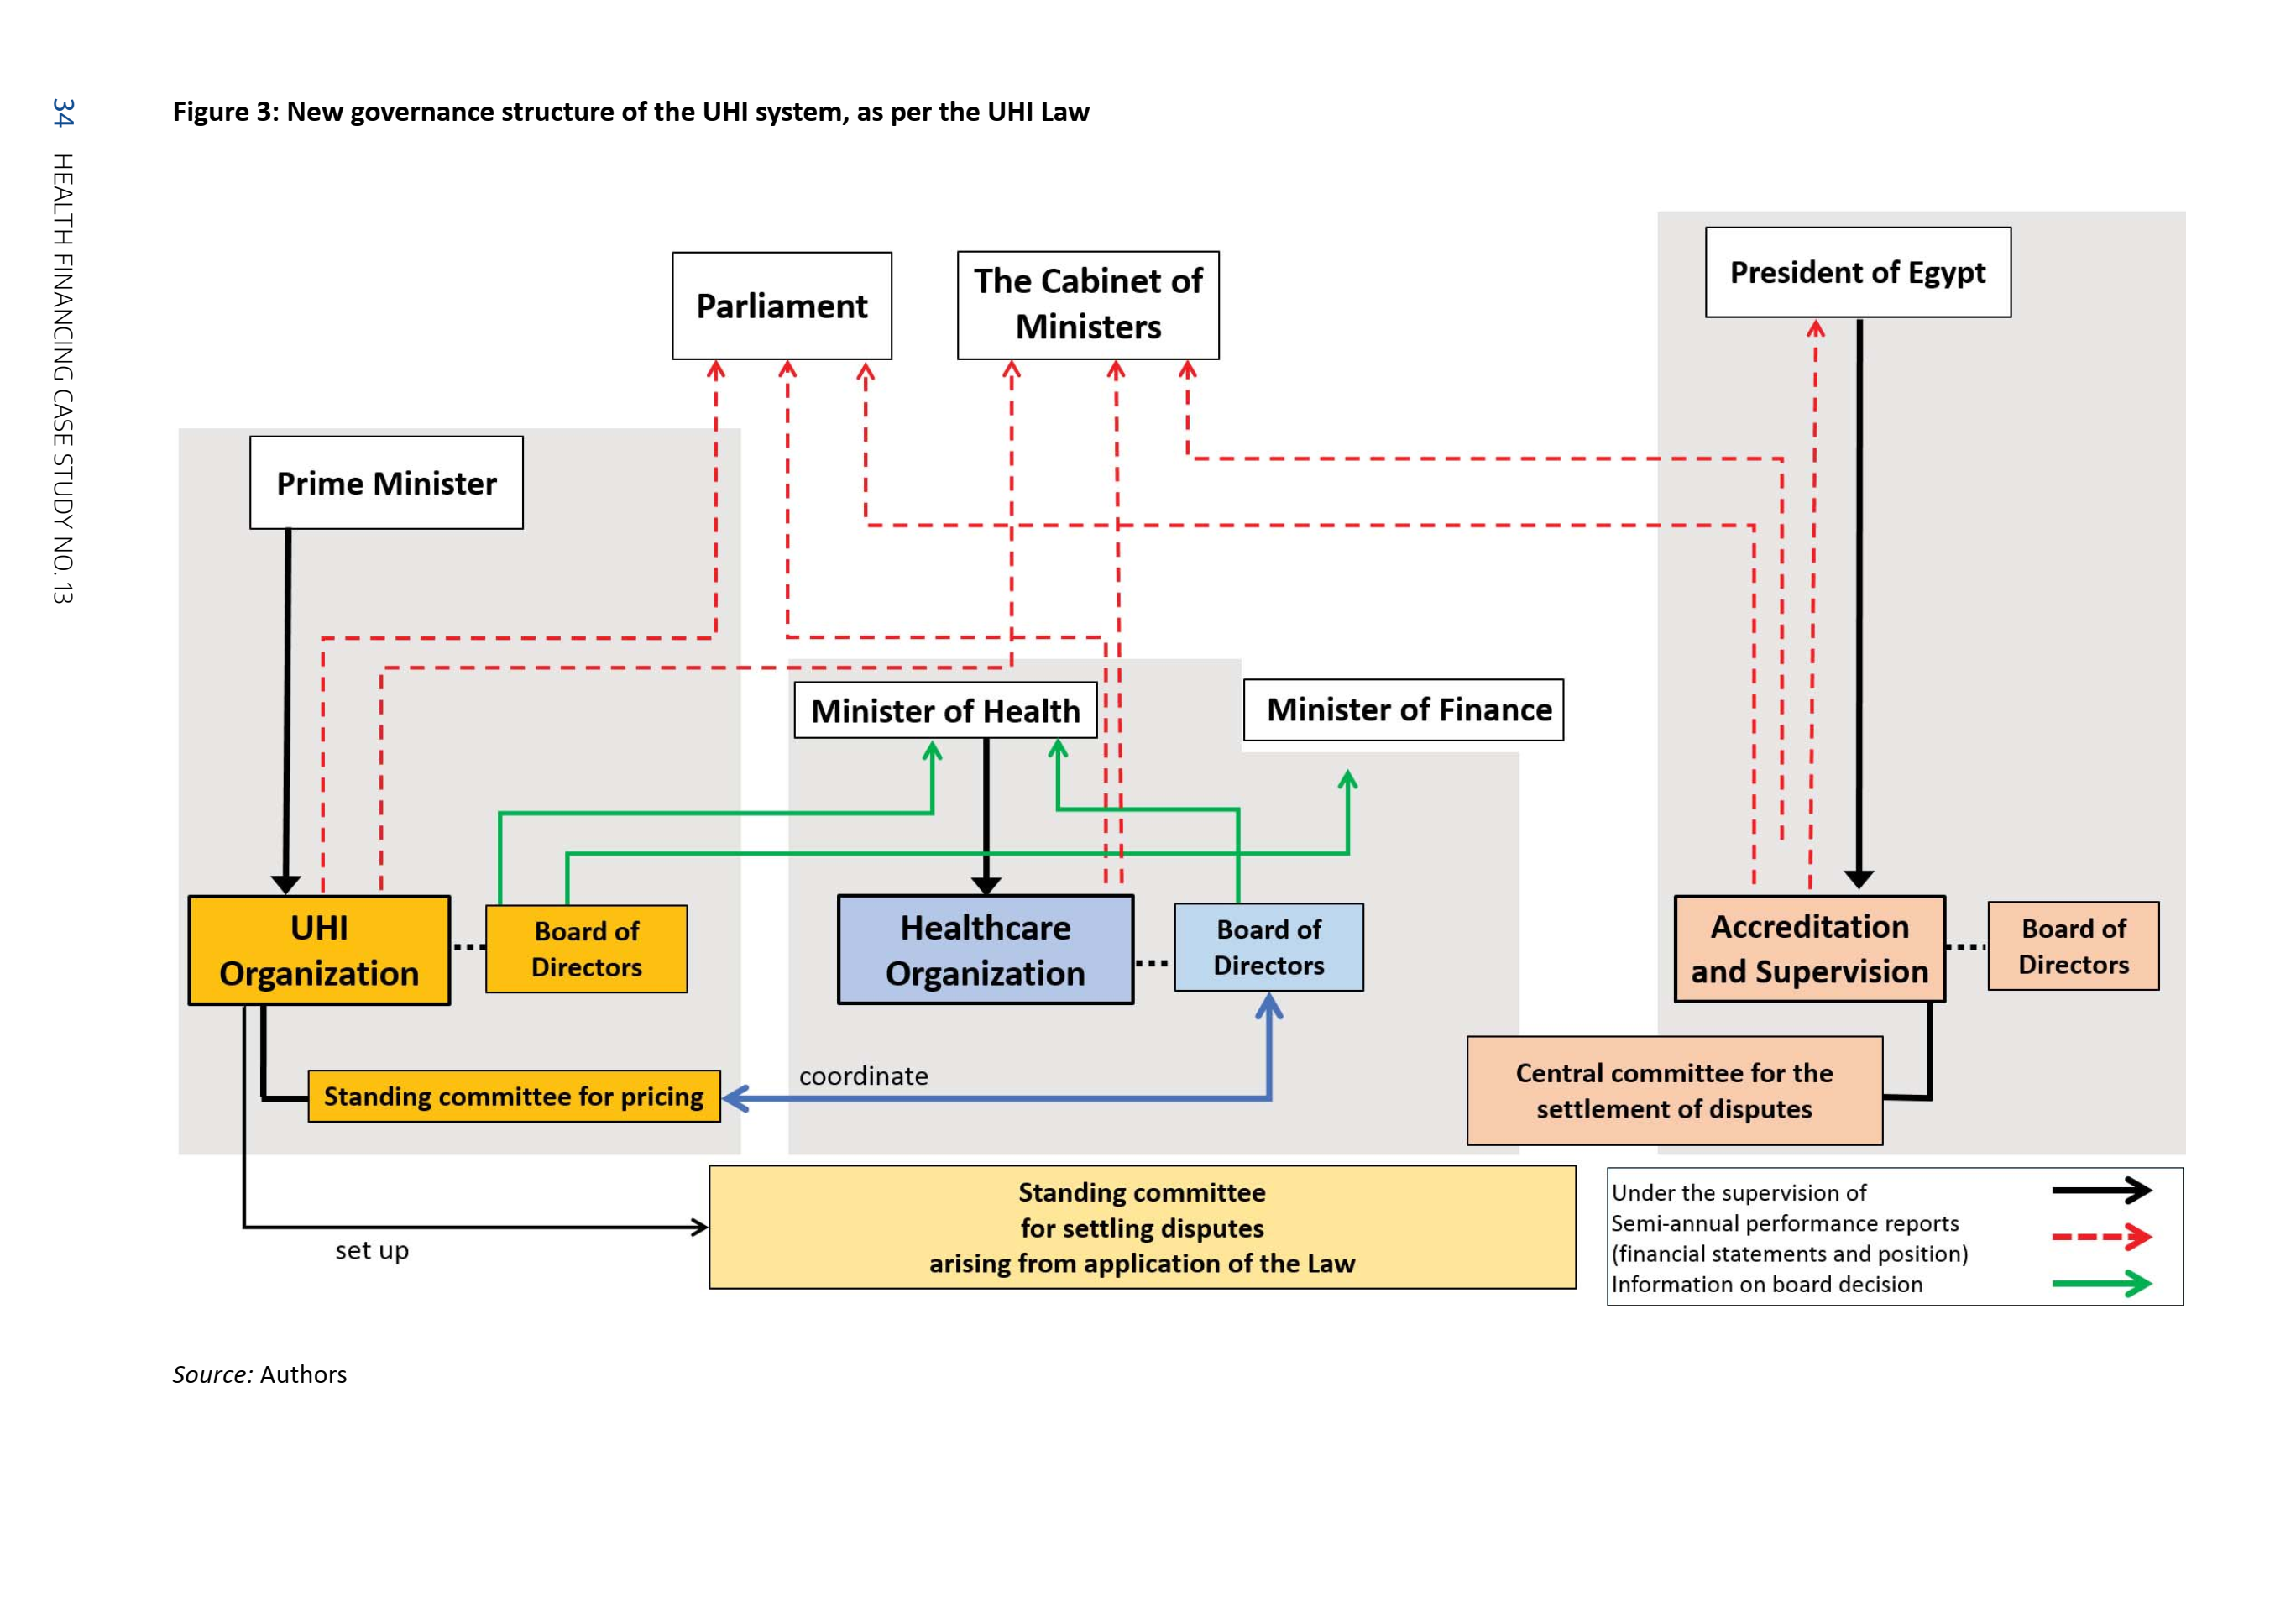 34 HEALTH FINANCING CASE STUDY NO. 13
Figure 3: New governance structure of the UHI system, as per the UHI Law
Parliament
The Cabinet of
Ministers
President of Egypt
Prime Minister
Minister of Health
Minister of Finance
UHI
Organization
Board of
Directors
Healthcare
Organization
Board of
Directors
Accreditation
and Supervision
Board of
Directors
Standing committee for pricing
coordinate
Central committee for the
settlement of disputes
set up
Standing committee
for settling disputes
arising from application of the Law
Under the supervision of
Semi-annual performance reports
(financial statements and position)
Information on board decision
Source: Authors